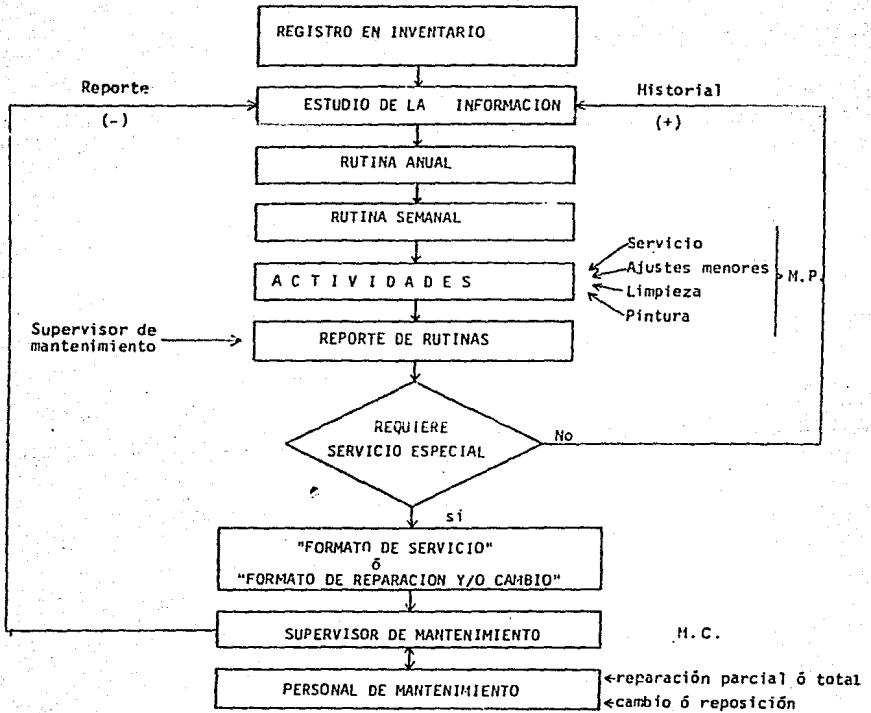 REGISTRO EN INVENTARIO
Reporte
(-)
ESTUDIO DE LA INFORMACION
Historial
(+)
RUTINA ANUAL
RUTINA SEMANAL
A C T I V I D A D E S
Servicio
Ajustes menores
Limpieza
Pintura
M.P.
Supervisor de
mantenimiento
REPORTE DE RUTINAS
REQUIERE
SERVICIO ESPECIAL
No
sí
"FORMATO DE SERVICIO"
ó
"FORMATO DE REPARACION Y/O CAMBIO"
SUPERVISOR DE MANTENIMIENTO
M.C.
PERSONAL DE MANTENIMIENTO
reparación parcial ó total
cambio ó reposición